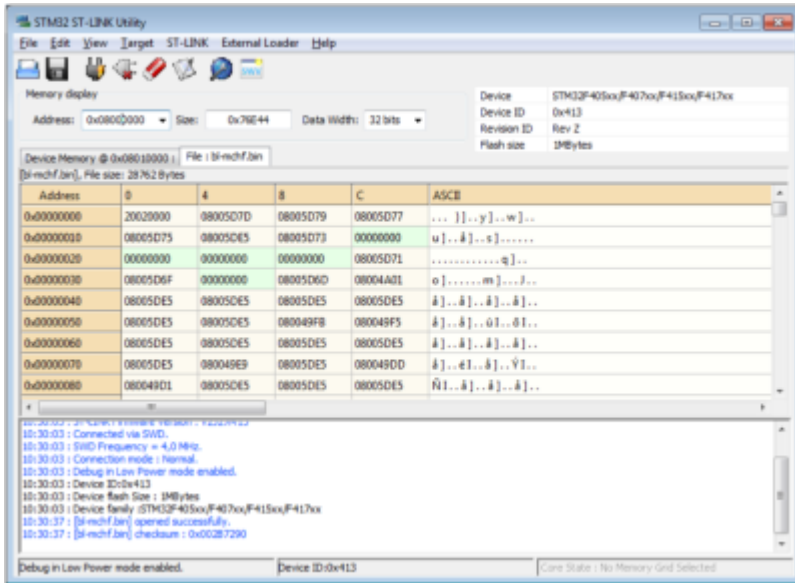 STM32 ST-LINK Utility
File Edit View Target ST-LINK External Loader Help
Memory display
Address: 0x08000000 Size: 0x76E44 Data Width: 32 bits
Device STM32F405xx/F407xx/F415xx/F417xx
Device ID 0x413
Revision ID Rev Z
Flash size 1MBytes
Device Memory @ 0x08010000 : File : bl-mchf.bin
[bl-mchf.bin], File size: 28762 Bytes
Address 0 4 8 C ASCII
0x00000000 20020000 08005D7D 08005D79 08005D77 ... }]..y]..w]..
0x00000010 08005D75 08005DE5 08005D73 00000000 u]..å]..s]......
0x00000020 00000000 00000000 00000000 08005D71 ............q]..
0x00000030 08005D6F 00000000 08005D6D 08004A01 o]......m]...J..
0x00000040 08005DE5 08005DE5 08005DE5 08005DE5 å]..å]..å]..å]..
0x00000050 08005DE5 08005DE5 080049FB 080049F5 å]..å]..ûI..õI..
0x00000060 08005DE5 08005DE5 08005DE5 08005DE5 å]..å]..å]..å]..
0x00000070 08005DE5 080049E9 08005DE5 080049DD å]..éI..å]..ÝI..
0x00000080 080049D1 08005DE5 08005DE5 08005DE5 ÑI..å]..å]..å]..
10:30:03 : Connected via SWD.
10:30:03 : SWD Frequency = 4,0 MHz.
10:30:03 : Connection mode : Normal.
10:30:03 : Debug in Low Power mode enabled.
10:30:03 : Device ID:0x413
10:30:03 : Device flash Size : 1MBytes
10:30:03 : Device family :STM32F405xx/F407xx/F415xx/F417xx
10:30:37 : [bl-mchf.bin] opened successfully.
10:30:37 : [bl-mchf.bin] checksum : 0x002B7290
Debug in Low Power mode enabled. Device ID:0x413 Core State : No Memory Grid Selected